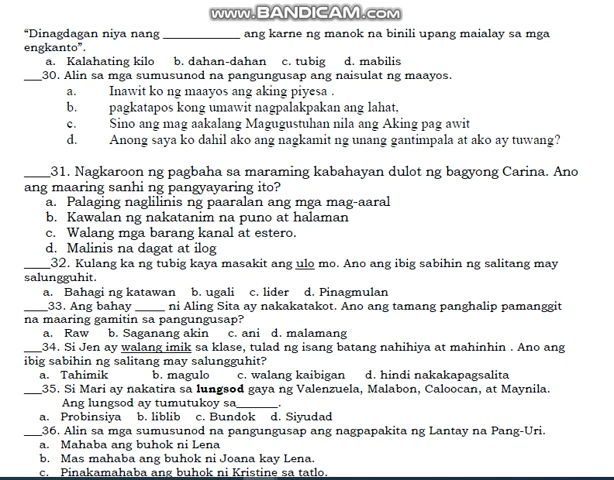 www.BANDICAM.com
“Dinagdagan niya nang ____________ ang karne ng manok na binili upang maialay sa mga
engkanto”.
a. Kalahating kilo b. dahan-dahan c. tubig d. mabilis
___30. Alin sa mga sumusunod na pangungusap ang naisulat ng maayos.
a. Inawit ko ng maayos ang aking piyesa .
b. pagkatapos kong umawit nagpalakpakan ang lahat,
c. Sino ang mag aakalang Magugustuhan nila ang Aking pag awit
d. Anong saya ko dahil ako ang nagkamit ng unang gantimpala at ako ay tuwang?
____31. Nagkaroon ng pagbaha sa maraming kabahayan dulot ng bagyong Carina. Ano
ang maaring sanhi ng pangyayaring ito?
a. Palaging naglilinis ng paaralan ang mga mag-aaral
b. Kawalan ng nakatanim na puno at halaman
c. Walang mga barang kanal at estero.
d. Malinis na dagat at ilog
____32. Kulang ka ng tubig kaya masakit ang ulo mo. Ano ang ibig sabihin ng salitang may
salungguhit.
a. Bahagi ng katawan b. ugali c. lider d. Pinagmulan
____33. Ang bahay _____ ni Aling Sita ay nakakatakot. Ano ang tamang panghalip pamanggit
na maaring gamitin sa pangungusap?
a. Raw b. Saganang akin c. ani d. malamang
___34. Si Jen ay walang imik sa klase, tulad ng isang batang nahihiya at mahinhin . Ano ang
ibig sabihin ng salitang may salungguhit?
a. Tahimik b. magulo c. walang kaibigan d. hindi nakakapagsalita
___35. Si Mari ay nakatira sa lungsod gaya ng Valenzuela, Malabon, Caloocan, at Maynila.
Ang lungsod ay tumutukoy sa_______.
a. Probinsiya b. liblib c. Bundok d. Siyudad
___36. Alin sa mga sumusunod na pangungusap ang nagpapakita ng Lantay na Pang-Uri.
a. Mahaba ang buhok ni Lena
b. Mas mahaba ang buhok ni Joana kay Lena.
c. Pinakamahaba ang buhok ni Kristine sa tatlo.